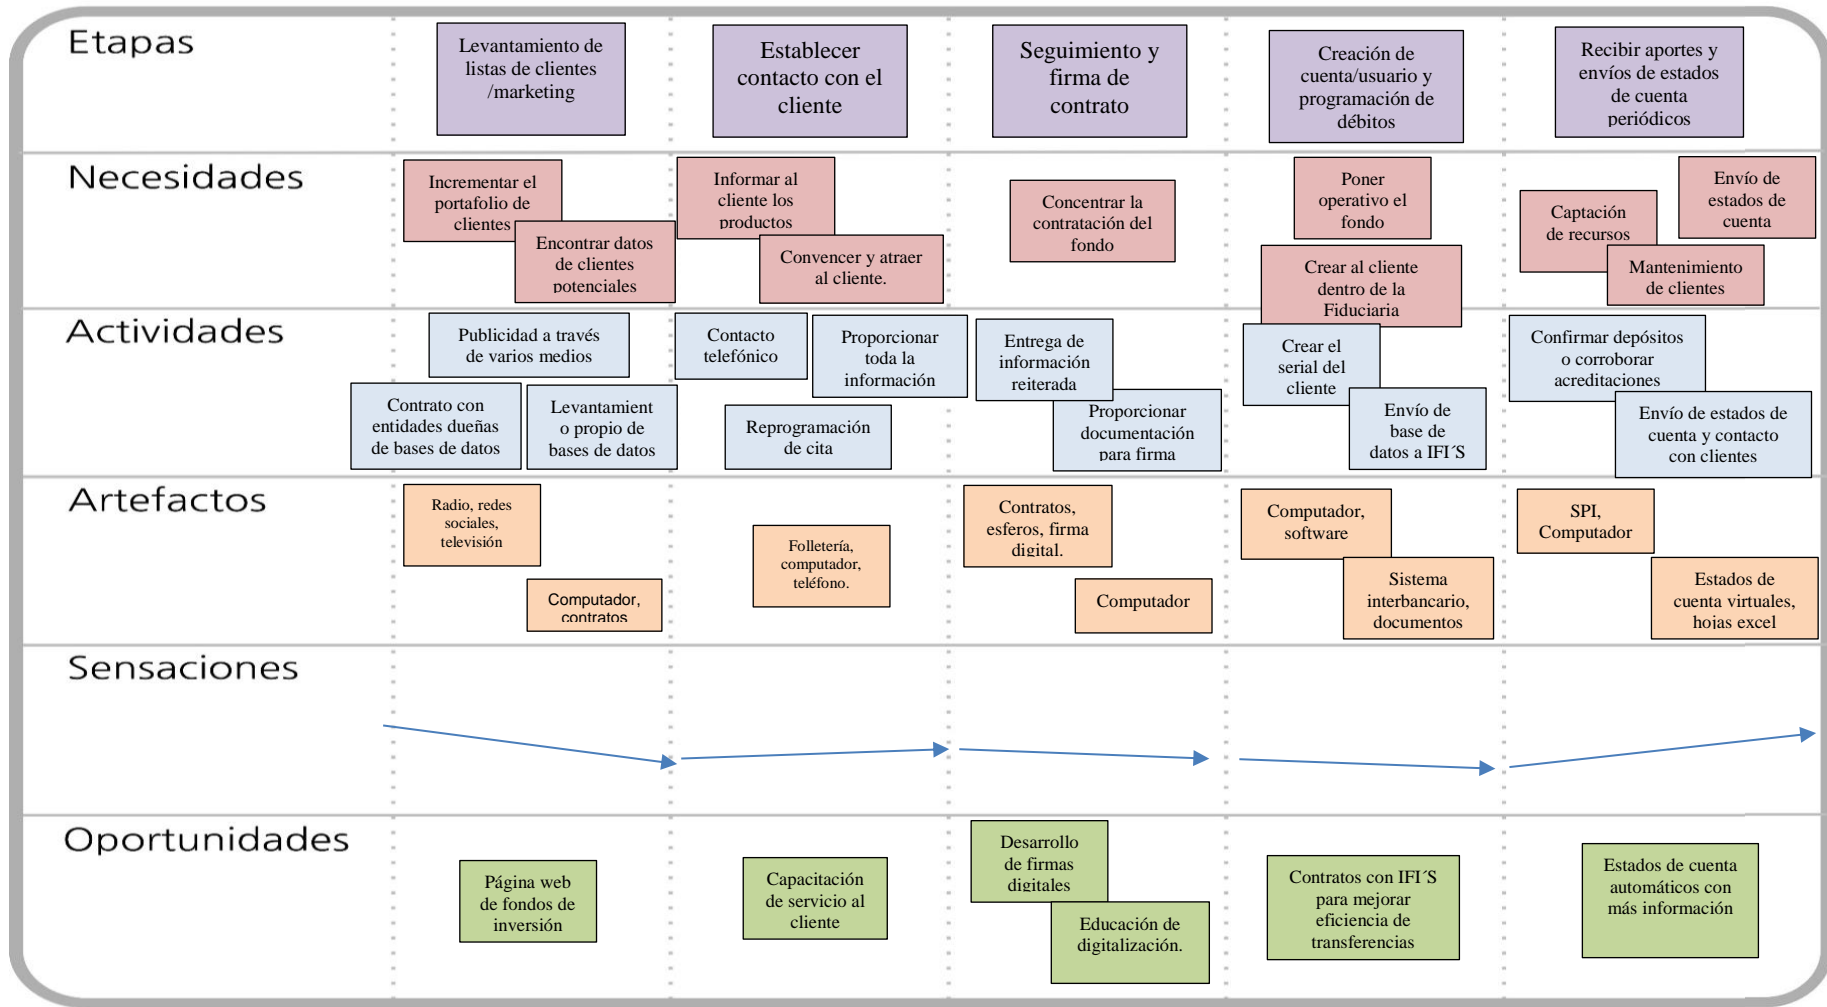 Etapas
Levantamiento de
listas de clientes
/marketing
Establecer
contacto con el
cliente
Seguimiento y
firma de
contrato
Creación de
cuenta/usuario y
programación de
débitos
Recibir aportes y
envíos de estados
de cuenta
periódicos
Necesidades
Incrementar el
portafolio de
clientes
Encontrar datos
de clientes
potenciales
Informar al
cliente los
productos
Convencer y atraer
al cliente.
Concentrar la
contratación del
fondo
Poner
operativo el
fondo
Crear al cliente
dentro de la
Fiduciaria
Captación
de recursos
Envío de
estados de
cuenta
Mantenimiento
de clientes
Actividades
Publicidad a través
de varios medios
Contrato con
entidades dueñas
de bases de datos
Levantamient
o propio de
bases de datos
Contacto
telefónico
Proporcionar
toda la
información
Reprogramación
de cita
Entrega de
información
reiterada
Proporcionar
documentación
para firma
Crear el
serial del
cliente
Envío de
base de
datos a IFI´S
Confirmar depósitos
o corroborar
acreditaciones
Envío de estados de
cuenta y contacto
con clientes
Artefactos
Radio, redes
sociales,
televisión
Computador,
contratos
Folletería,
computador,
teléfono.
Contratos,
esferos, firma
digital.
Computador
Computador,
software
Sistema
interbancario,
documentos
SPI,
Computador
Estados de
cuenta virtuales,
hojas excel
Sensaciones
Oportunidades
Página web
de fondos de
inversión
Capacitación
de servicio al
cliente
Desarrollo
de firmas
digitales
Educación de
digitalización.
Contratos con IFI´S
para mejorar
eficiencia de
transferencias
Estados de cuenta
automáticos con
más información